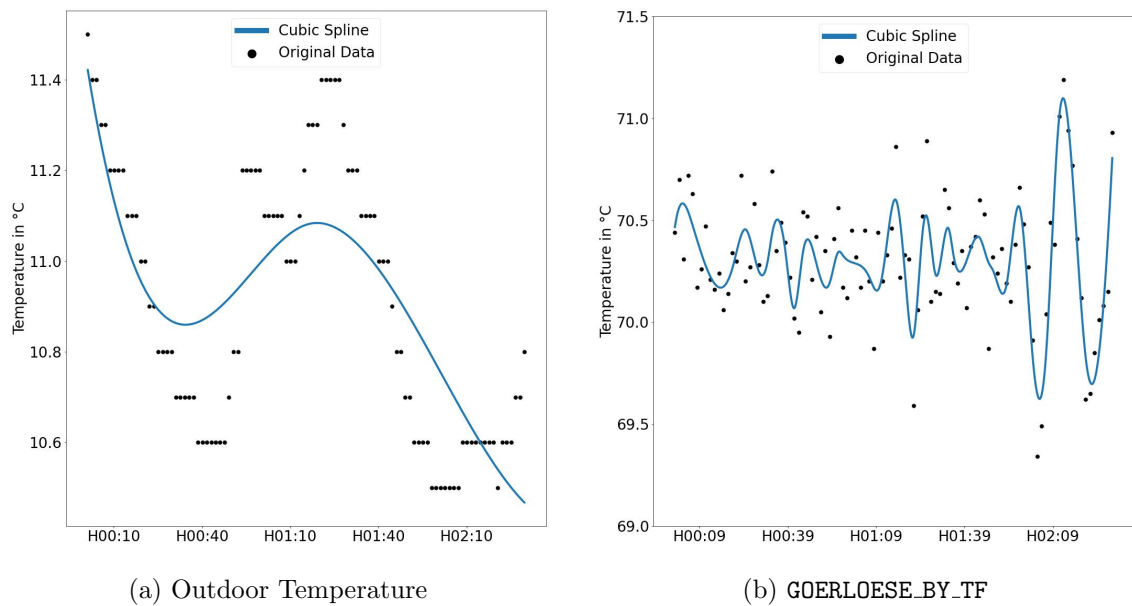 Cubic Spline
Original Data
Temperature in °C
11.4
11.2
11.0
10.8
10.6
H00:10 H00:40 H01:10 H01:40 H02:10
(a) Outdoor Temperature
Cubic Spline
Original Data
Temperature in °C
71.5
71.0
70.5
70.0
69.5
69.0
H00:09 H00:39 H01:09 H01:39 H02:09
(b) GOERLOESE_BY_TF